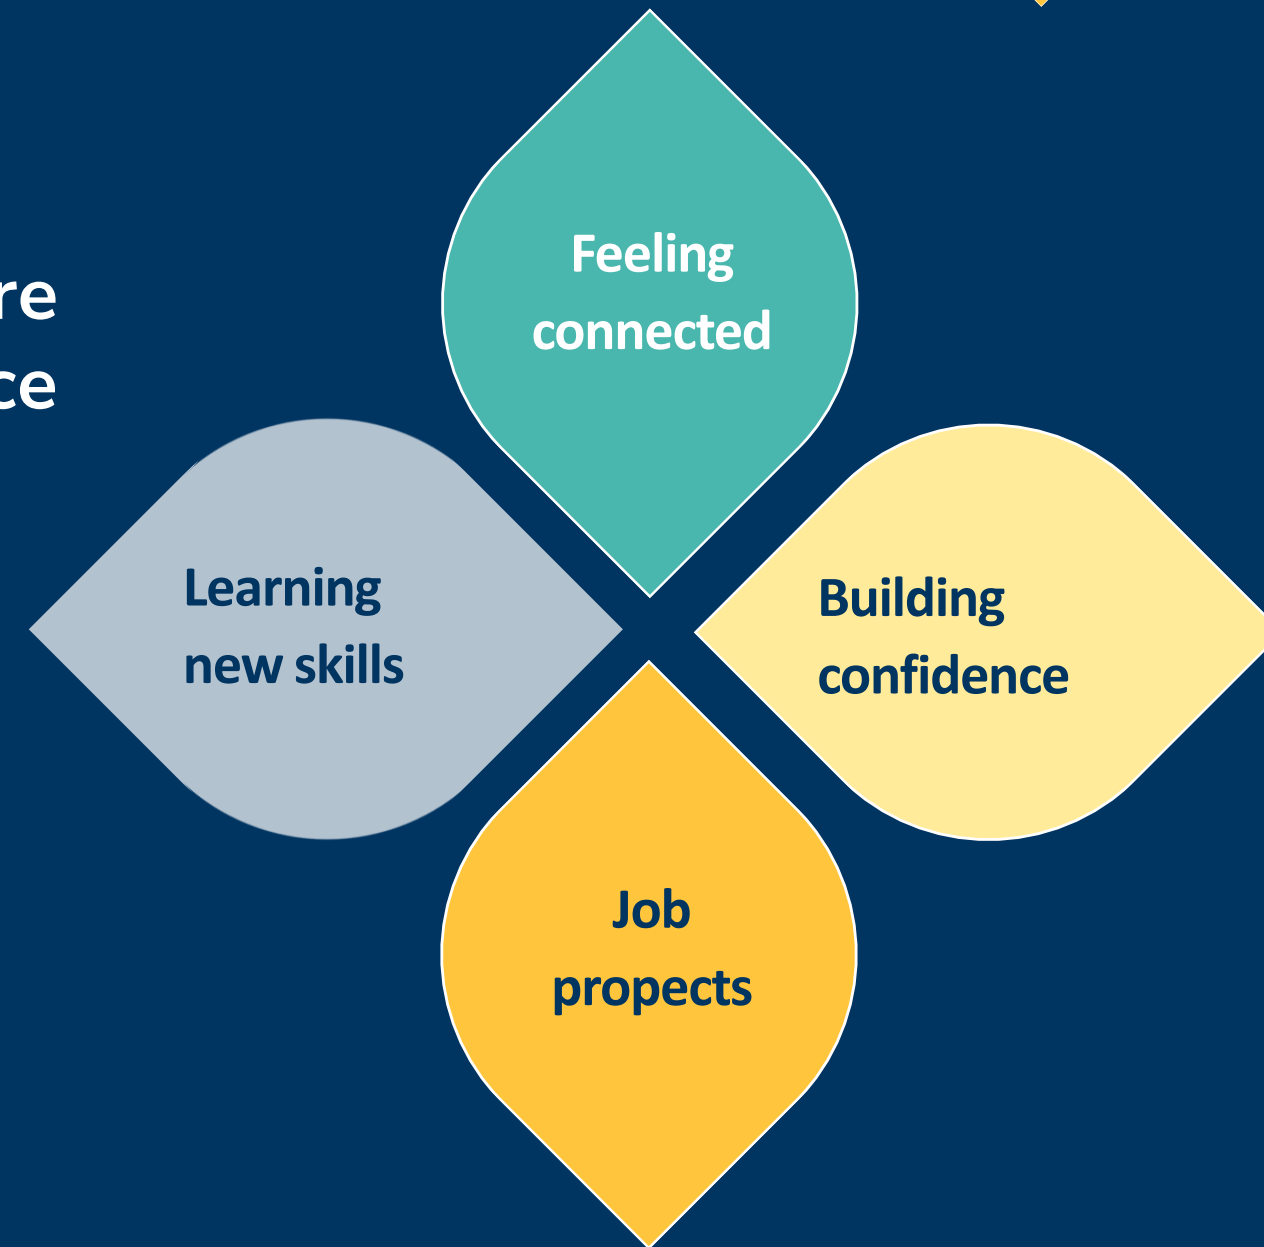 Feeling
connected
Learning
new skills
Building
confidence
Job
propects